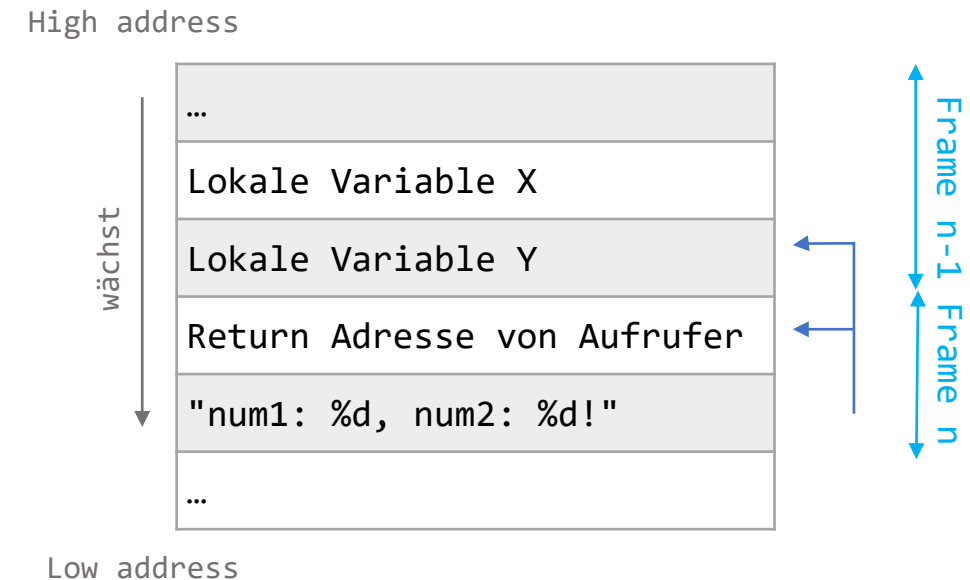 High address
…
Lokale Variable X
Lokale Variable Y
Return Adresse von Aufrufer
"num1: %d, num2: %d!"
…
wächst
Frame n-1
Frame n
Low address